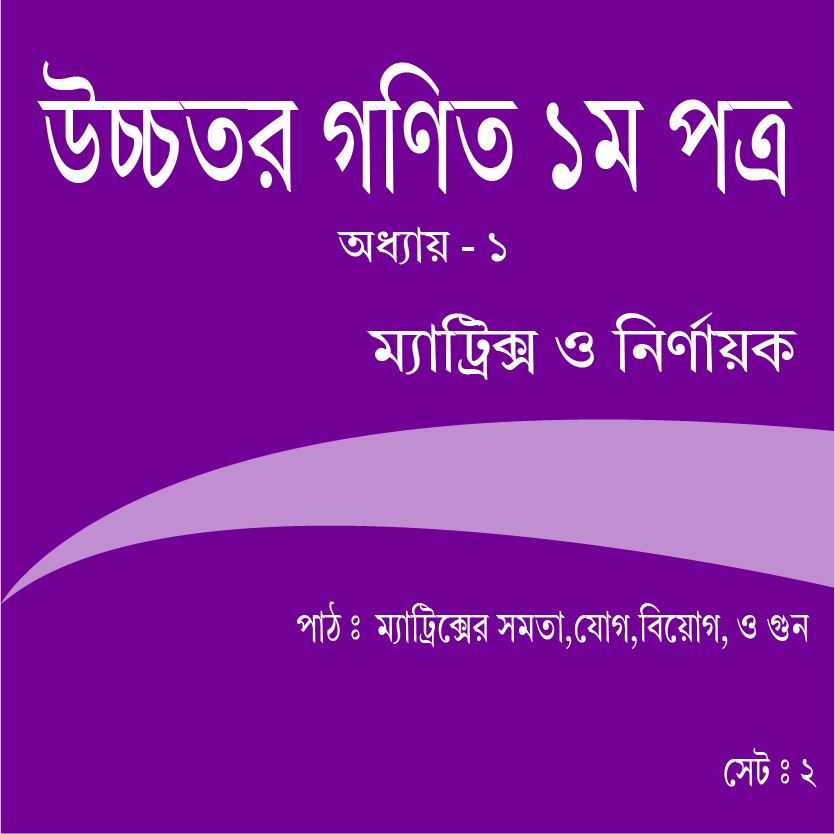 উচ্চতর গণিত ১ম পত্র
অধ্যায় - ১
ম্যাট্রিক্স ও নির্ণায়ক
পাঠ ঃ ম্যাট্রিক্সের সমতা,যোগ,বিয়োগ, ও গুন
সেট ঃ ২